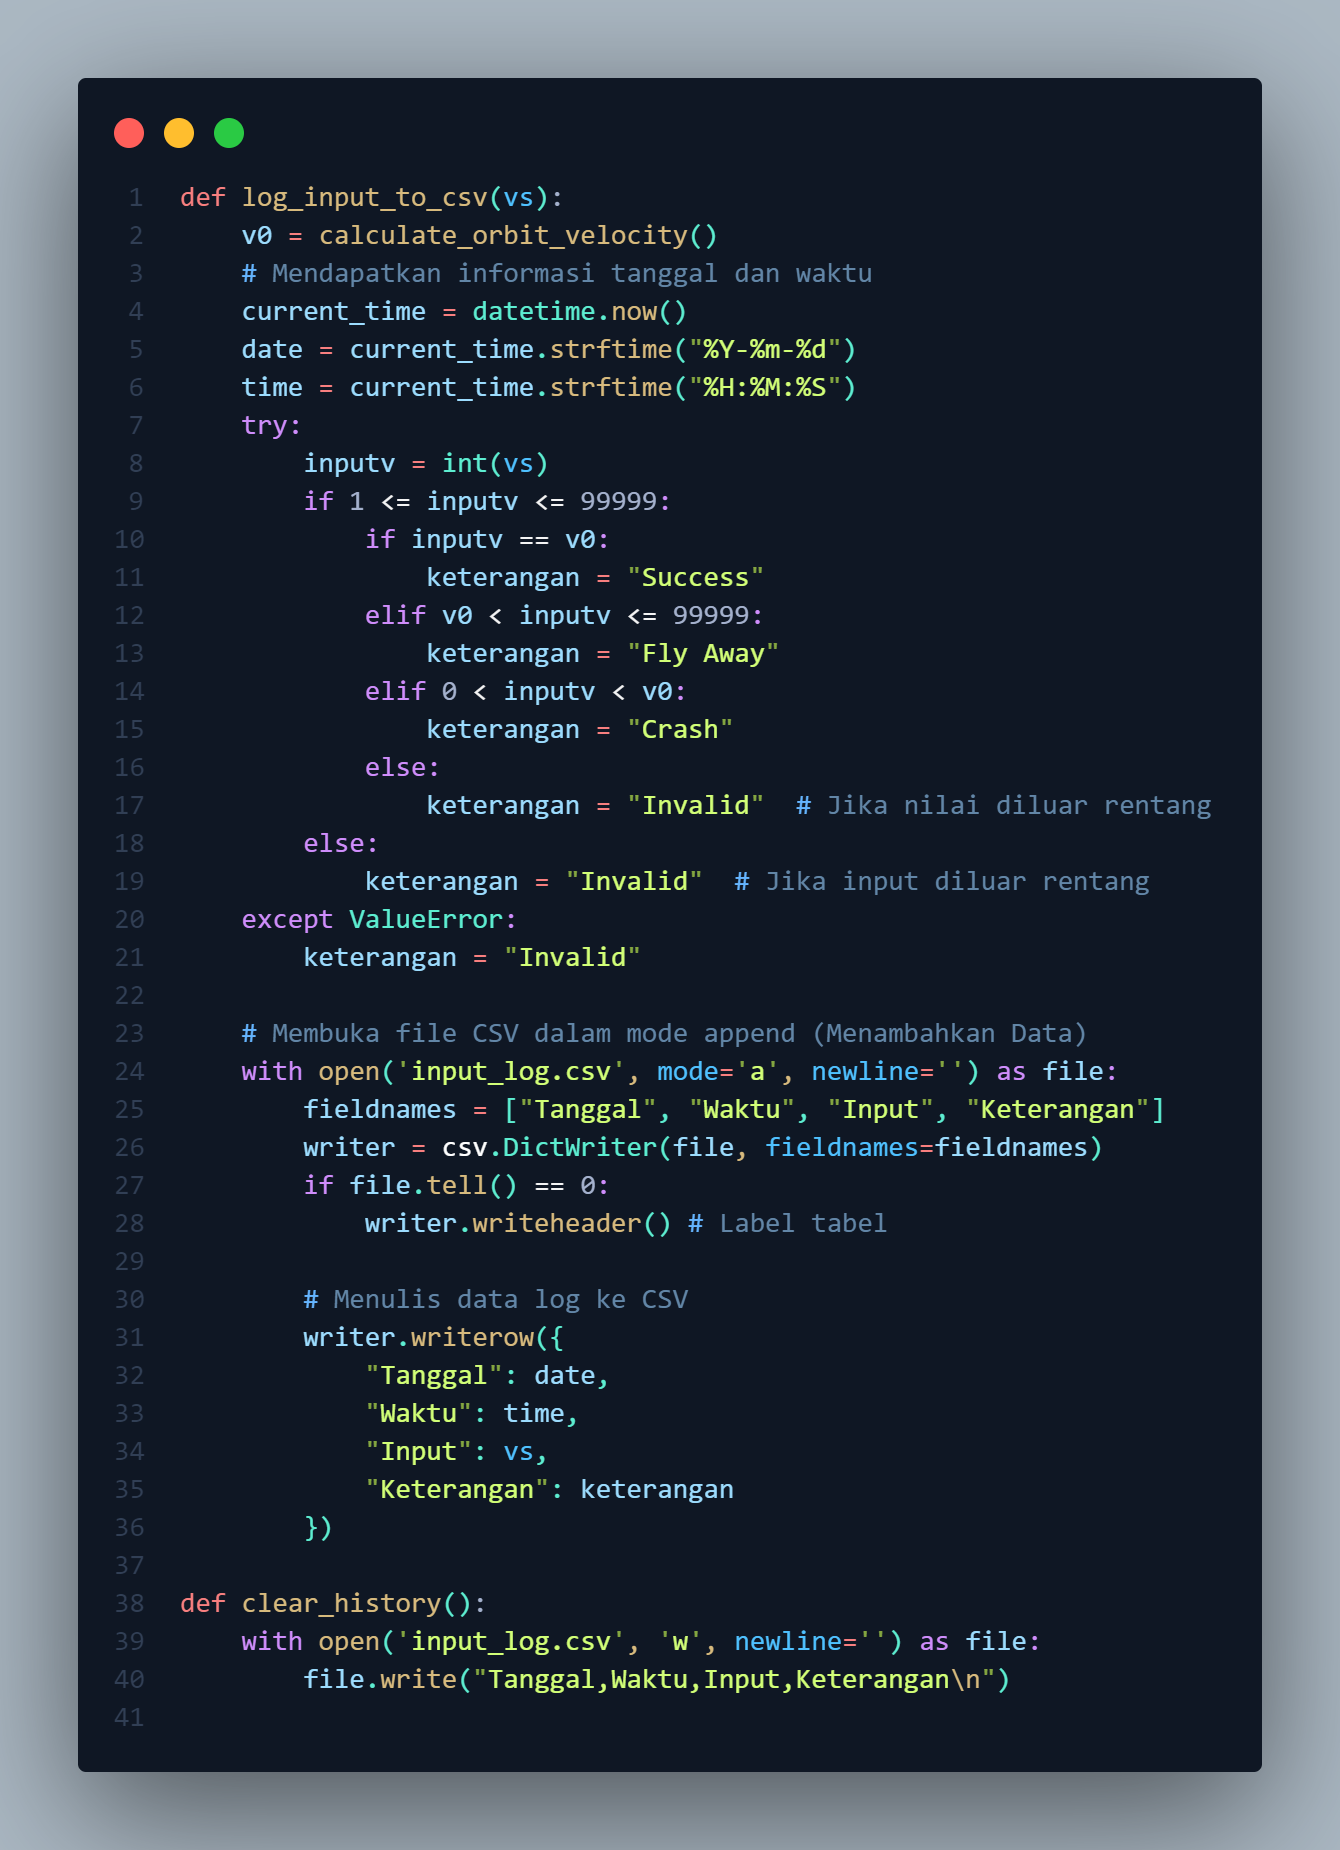 1 def log_input_to_csv(vs):
2     v0 = calculate_orbit_velocity()
3     # Mendapatkan informasi tanggal dan waktu
4     current_time = datetime.now()
5     date = current_time.strftime("%Y-%m-%d")
6     time = current_time.strftime("%H:%M:%S")
7     try:
8         inputv = int(vs)
9         if 1 <= inputv <= 99999:
10             if inputv == v0:
11                 keterangan = "Success"
12             elif v0 < inputv <= 99999:
13                 keterangan = "Fly Away"
14             elif 0 < inputv < v0:
15                 keterangan = "Crash"
16             else:
17                 keterangan = "Invalid"  # Jika nilai diluar rentang
18         else:
19             keterangan = "Invalid"  # Jika input diluar rentang
20     except ValueError:
21         keterangan = "Invalid"
22
23     # Membuka file CSV dalam mode append (Menambahkan Data)
24     with open('input_log.csv', mode='a', newline='') as file:
25         fieldnames = ["Tanggal", "Waktu", "Input", "Keterangan"]
26         writer = csv.DictWriter(file, fieldnames=fieldnames)
27         if file.tell() == 0:
28             writer.writeheader() # Label tabel
29
30         # Menulis data log ke CSV
31         writer.writerow({
32             "Tanggal": date,
33             "Waktu": time,
34             "Input": vs,
35             "Keterangan": keterangan
36         })
37
38 def clear_history():
39     with open('input_log.csv', 'w', newline='') as file:
40         file.write("Tanggal,Waktu,Input,Keterangan\n")
41